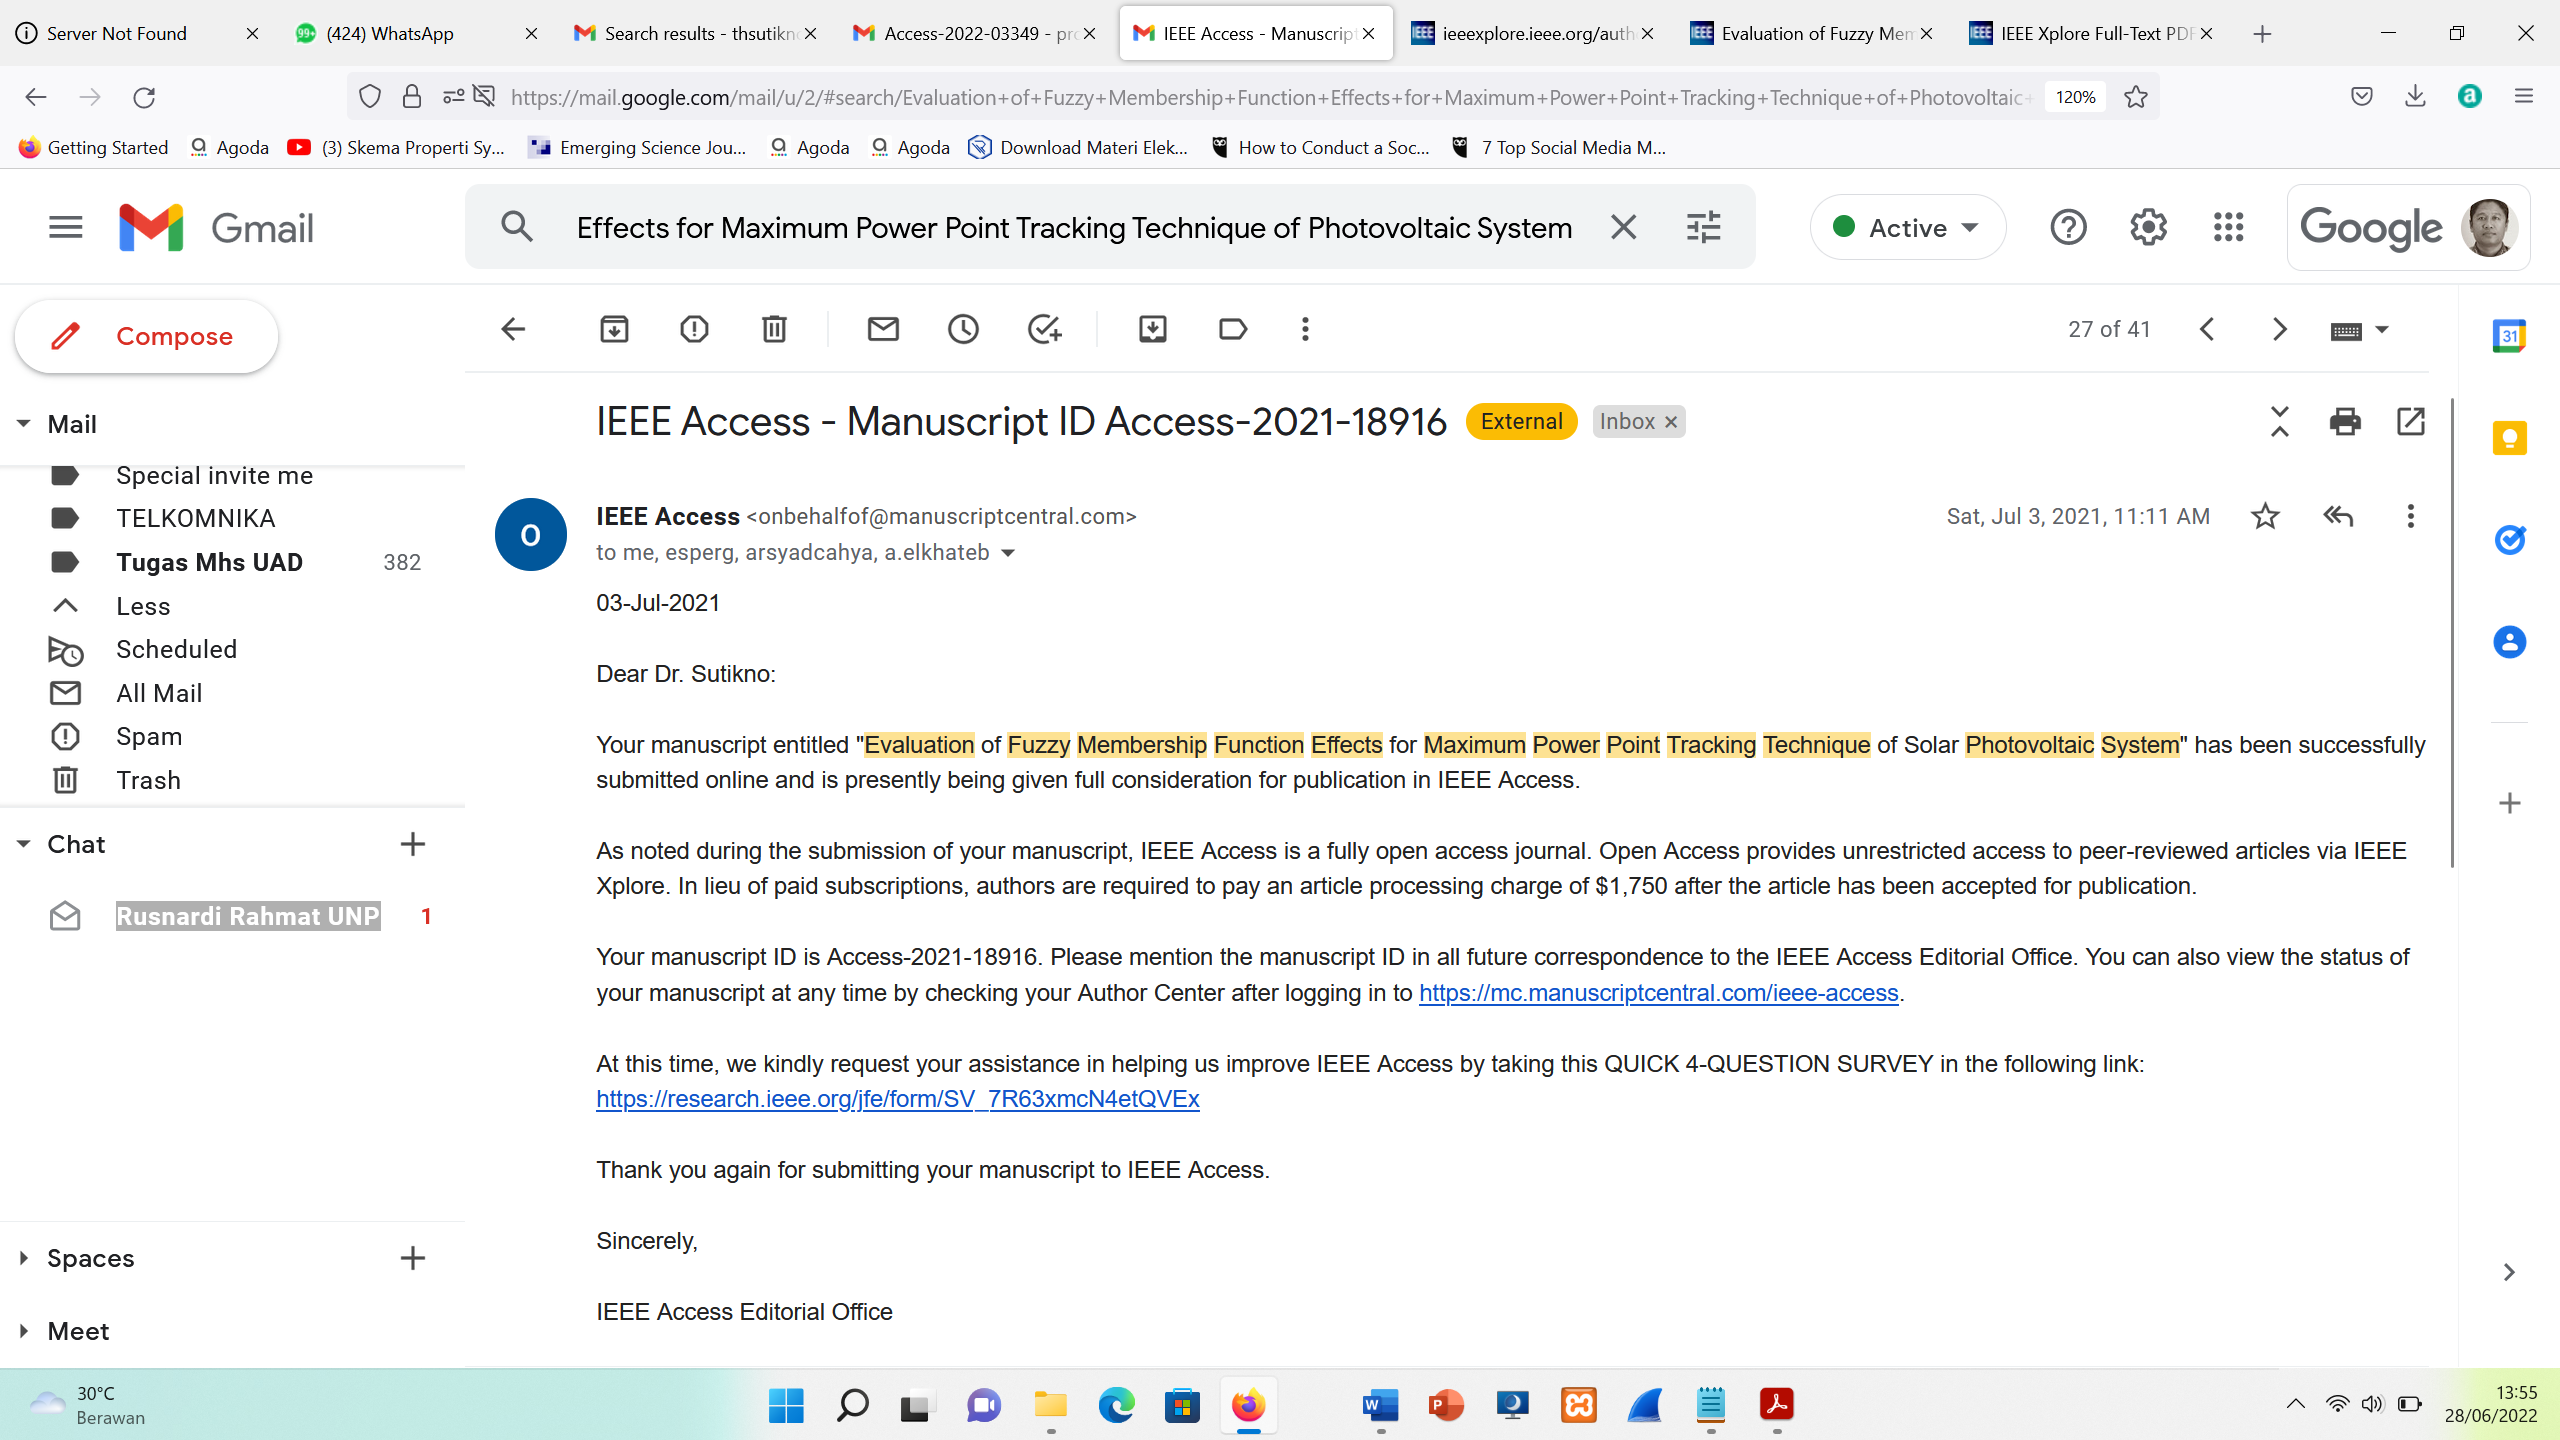 Server Not Found
(424) WhatsApp
Search results - thsutikn
Access-2022-03349 - pr
IEEE Access - Manuscrip
ieeexplore.ieee.org/auth
Evaluation of Fuzzy Mem
IEEE Xplore Full-Text PDF
https://mail.google.com/mail/u/2/#search/Evaluation+of+Fuzzy+Membership+Function+Effects+for+Maximum+Power+Point+Tracking+Technique+of+Photovoltaic+
120%
Getting Started
Agoda
(3) Skema Properti Sy...
Emerging Science Jou...
Agoda
Agoda
Download Materi Elek...
How to Conduct a Soc...
7 Top Social Media M...
Gmail
Effects for Maximum Power Point Tracking Technique of Photovoltaic System
Active
Google
Compose
27 of 41
31
Mail
Special invite me
TELKOMNIKA
Tugas Mhs UAD 382
Less
Scheduled
All Mail
Spam
Trash
Chat
Rusnardi Rahmat UNP 1
Spaces
Meet
IEEE Access - Manuscript ID Access-2021-18916 External Inbox ×
O
IEEE Access <onbehalfof@manuscriptcentral.com> Sat, Jul 3, 2021, 11:11 AM
to me, esperg, arsyadcahya, a.elkhateb
03-Jul-2021
Dear Dr. Sutikno:
Your manuscript entitled "Evaluation of Fuzzy Membership Function Effects for Maximum Power Point Tracking Technique of Solar Photovoltaic System" has been successfully
submitted online and is presently being given full consideration for publication in IEEE Access.
As noted during the submission of your manuscript, IEEE Access is a fully open access journal. Open Access provides unrestricted access to peer-reviewed articles via IEEE
Xplore. In lieu of paid subscriptions, authors are required to pay an article processing charge of $1,750 after the article has been accepted for publication.
Your manuscript ID is Access-2021-18916. Please mention the manuscript ID in all future correspondence to the IEEE Access Editorial Office. You can also view the status of
your manuscript at any time by checking your Author Center after logging in to https://mc.manuscriptcentral.com/ieee-access.
At this time, we kindly request your assistance in helping us improve IEEE Access by taking this QUICK 4-QUESTION SURVEY in the following link:
https://research.ieee.org/jfe/form/SV_7R63xmcN4etQVEx
Thank you again for submitting your manuscript to IEEE Access.
Sincerely,
IEEE Access Editorial Office
30°C
Berawan
13:55
28/06/2022